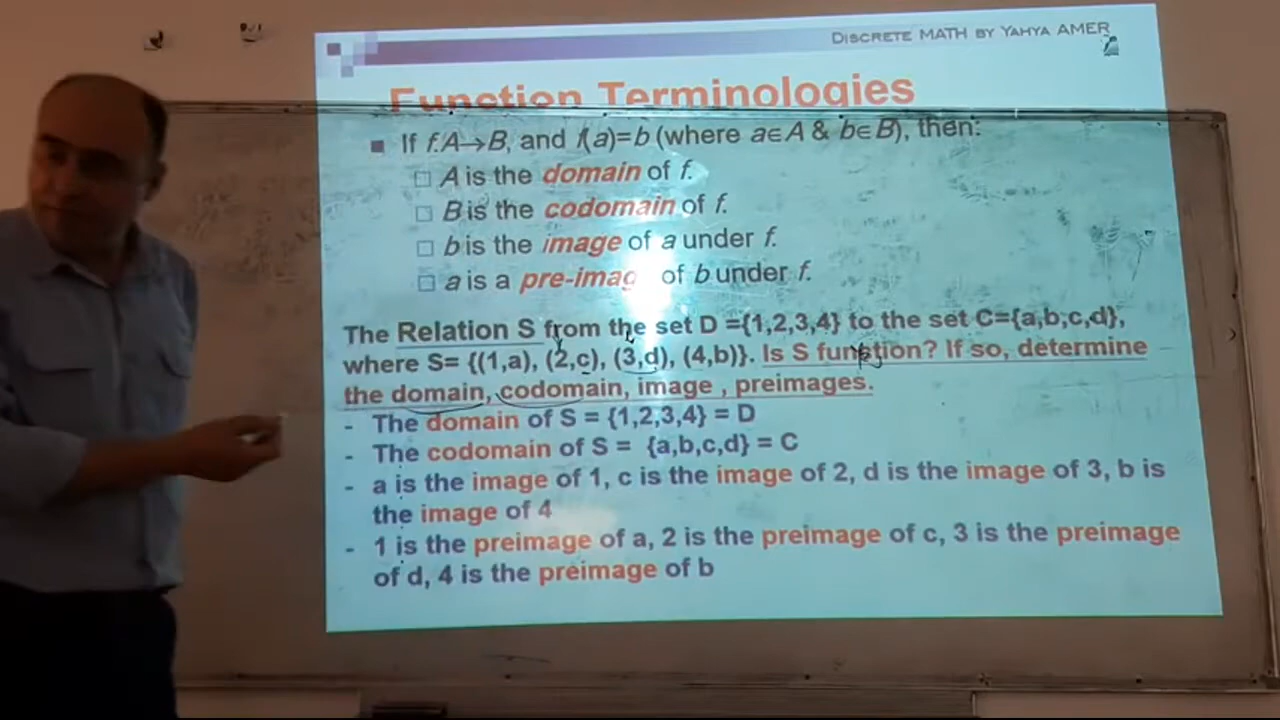 DISCRETE MATH BY YAHYA AMER
Function Terminologies
If f:A→B, and f(a)=b (where a∈A & b∈B), then:
A is the domain of f.
B is the codomain of f.
b is the image of a under f.
a is a pre-image of b under f.
The Relation S from the set D ={1,2,3,4} to the set C={a,b,c,d},
where S= {(1,a), (2,c), (3,d), (4,b)}. Is S function? If so, determine
the domain, codomain, image , preimages.
- The domain of S = {1,2,3,4} = D
- The codomain of S = {a,b,c,d} = C
- a is the image of 1, c is the image of 2, d is the image of 3, b is
the image of 4
- 1 is the preimage of a, 2 is the preimage of c, 3 is the preimage
of d, 4 is the preimage of b